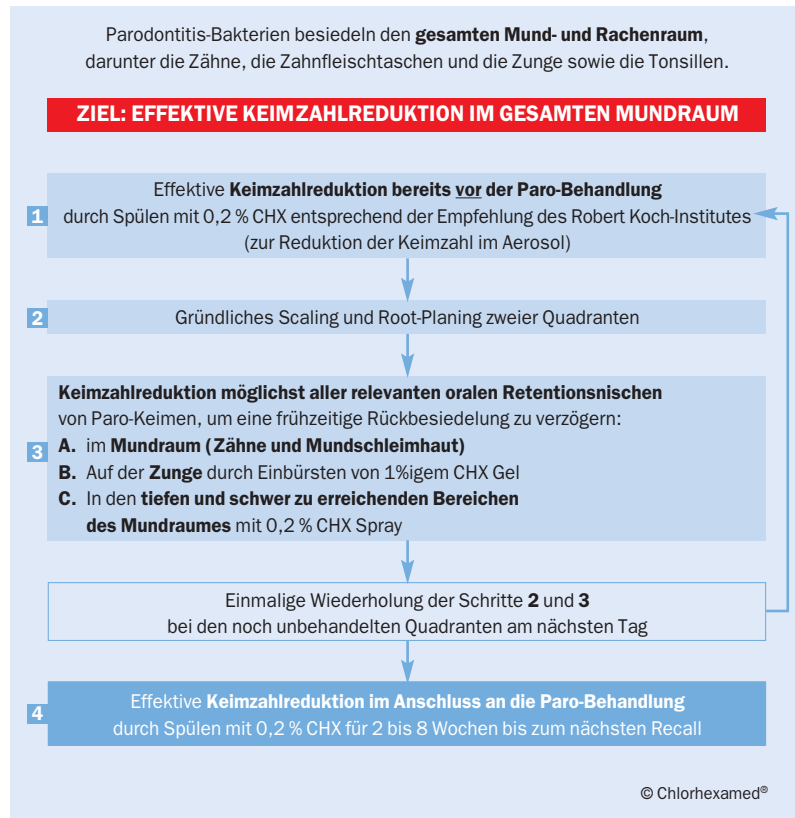 Parodontitis-Bakterien besiedeln den gesamten Mund- und Rachenraum,
darunter die Zähne, die Zahnfleischtaschen und die Zunge sowie die Tonsillen.
ZIEL: EFFEKTIVE KEIMZAHLREDUKTION IM GESAMTEN MUNDRAUM
1
Effektive Keimzahlreduktion bereits vor der Paro-Behandlung
durch Spülen mit 0,2 % CHX entsprechend der Empfehlung des Robert Koch-Institutes
(zur Reduktion der Keimzahl im Aerosol)
2
Gründliches Scaling und Root-Planing zweier Quadranten
3
Keimzahlreduktion möglichst aller relevanten oralen Retentionsnischen
von Paro-Keimen, um eine frühzeitige Rückbesiedelung zu verzögern:
A. im Mundraum (Zähne und Mundschleimhaut)
B. Auf der Zunge durch Einbürsten von 1%igem CHX Gel
C. In den tiefen und schwer zu erreichenden Bereichen
des Mundraumes mit 0,2 % CHX Spray
Einmalige Wiederholung der Schritte 2 und 3
bei den noch unbehandelten Quadranten am nächsten Tag
4
Effektive Keimzahlreduktion im Anschluss an die Paro-Behandlung
durch Spülen mit 0,2 % CHX für 2 bis 8 Wochen bis zum nächsten Recall
© Chlorhexamed®